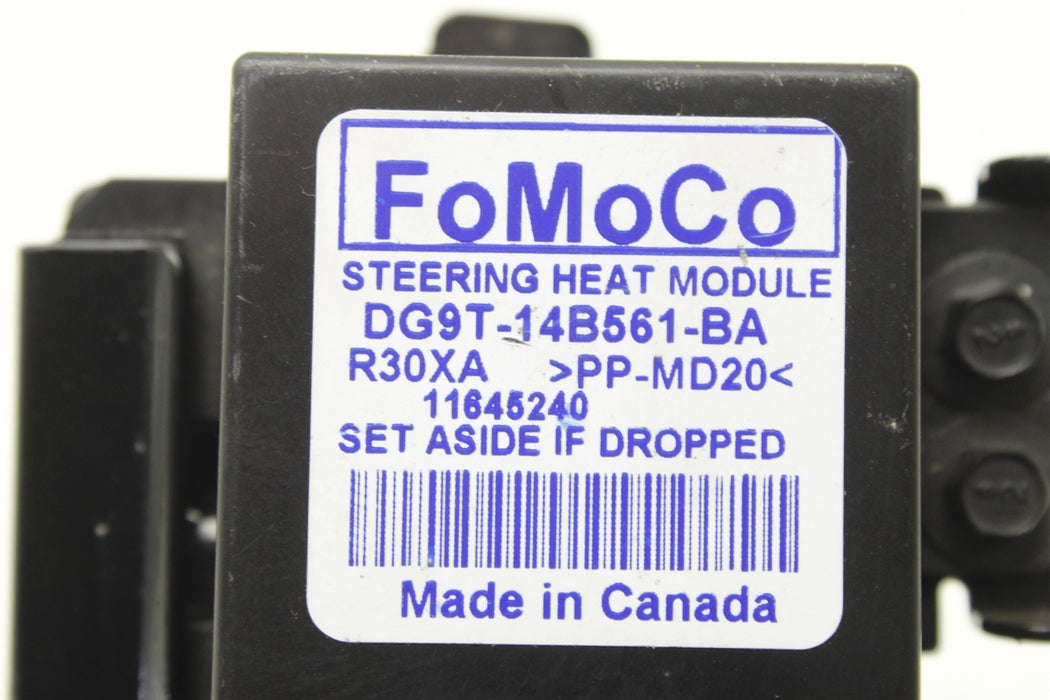 FoMoCo
STEERING HEAT MODULE
DG9T-14B561-BA
R30XA >PP-MD20<
11645240
SET ASIDE IF DROPPED
Made in Canada